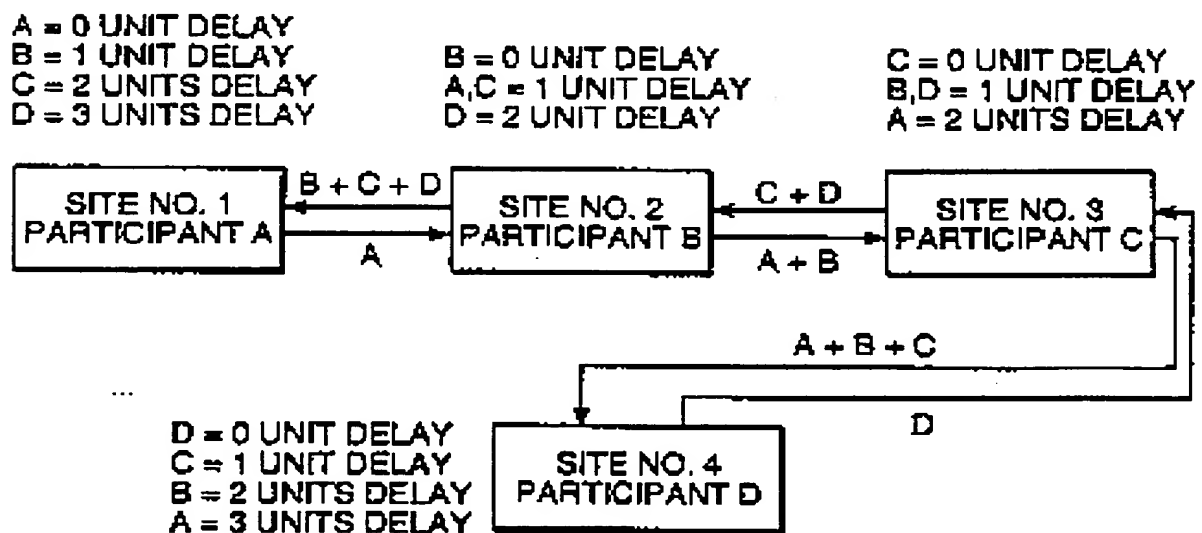 A = 0 UNIT DELAY
B = 1 UNIT DELAY
C = 2 UNITS DELAY
D = 3 UNITS DELAY
B = 0 UNIT DELAY
A,C = 1 UNIT DELAY
D = 2 UNIT DELAY
C = 0 UNIT DELAY
B,D = 1 UNIT DELAY
A = 2 UNITS DELAY
SITE NO. 1
PARTICIPANT A
B + C + D
A
SITE NO. 2
PARTICIPANT B
C + D
A + B
SITE NO. 3
PARTICIPANT C
A + B + C
D
...
D = 0 UNIT DELAY
C = 1 UNIT DELAY
B = 2 UNITS DELAY
A = 3 UNITS DELAY
SITE NO. 4
PARTICIPANT D